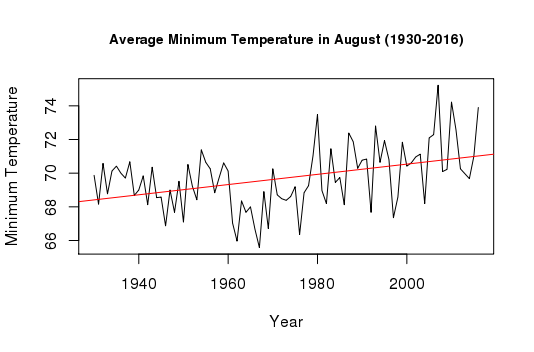 Average Minimum Temperature in August (1930-2016)
Minimum Temperature
74
72
70
68
66
1940 1960 1980 2000
Year